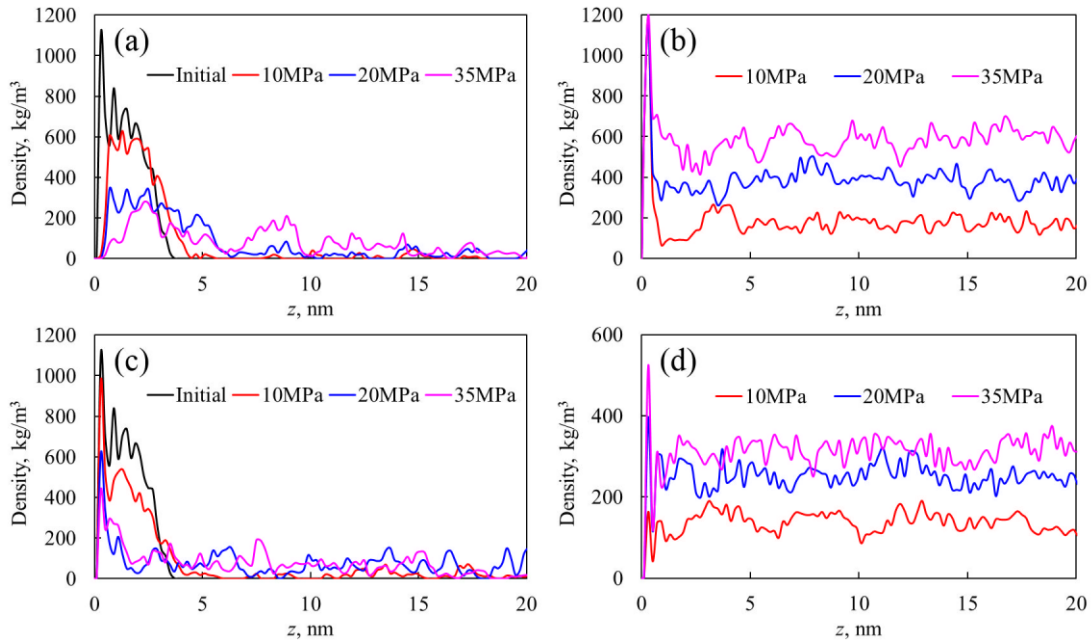 (a)
Initial 10MPa 20MPa 35MPa
Density, kg/m³
1200
1000
800
600
400
200
0
0 5 10 15 20
z, nm
(b)
10MPa 20MPa 35MPa
Density, kg/m³
1200
1000
800
600
400
200
0
0 5 10 15 20
z, nm
(c)
Initial 10MPa 20MPa 35MPa
Density, kg/m³
1200
1000
800
600
400
200
0
0 5 10 15 20
z, nm
(d)
10MPa 20MPa 35MPa
Density, kg/m³
600
400
200
0
0 5 10 15 20
z, nm